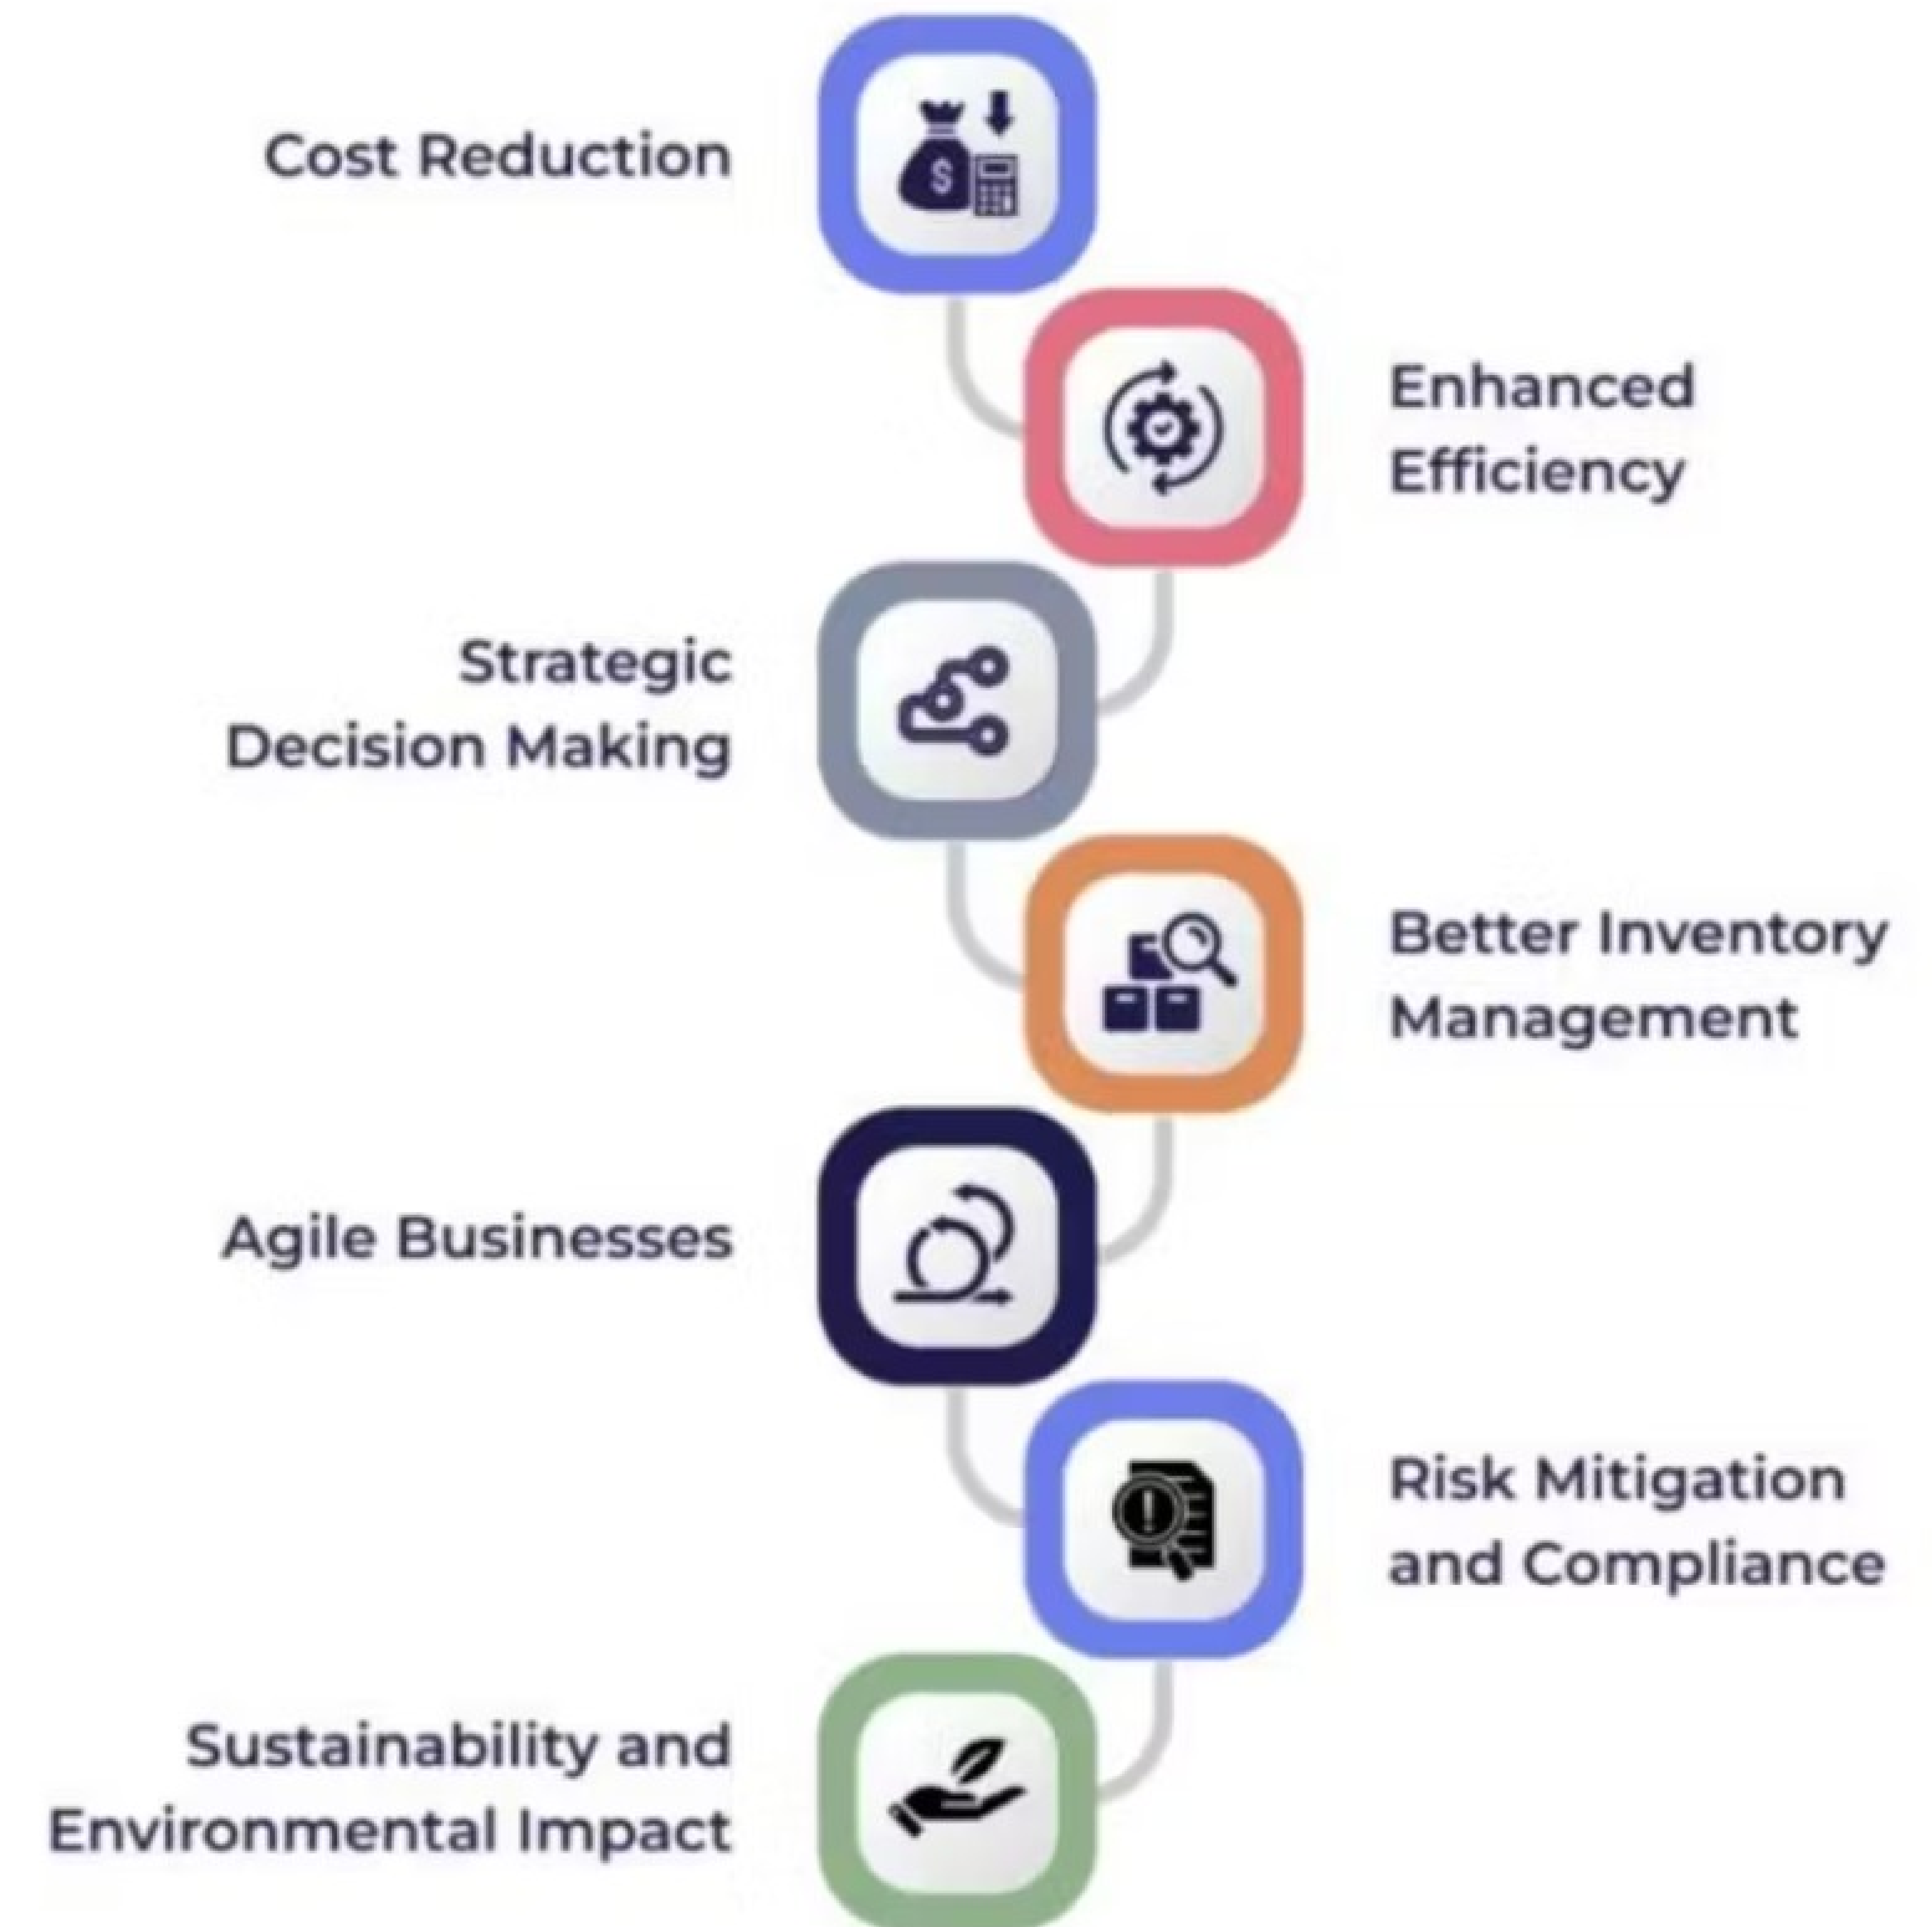 Cost Reduction
Enhanced
Efficiency
Strategic
Decision Making
Better Inventory
Management
Agile Businesses
Risk Mitigation
and Compliance
Sustainability and
Environmental Impact